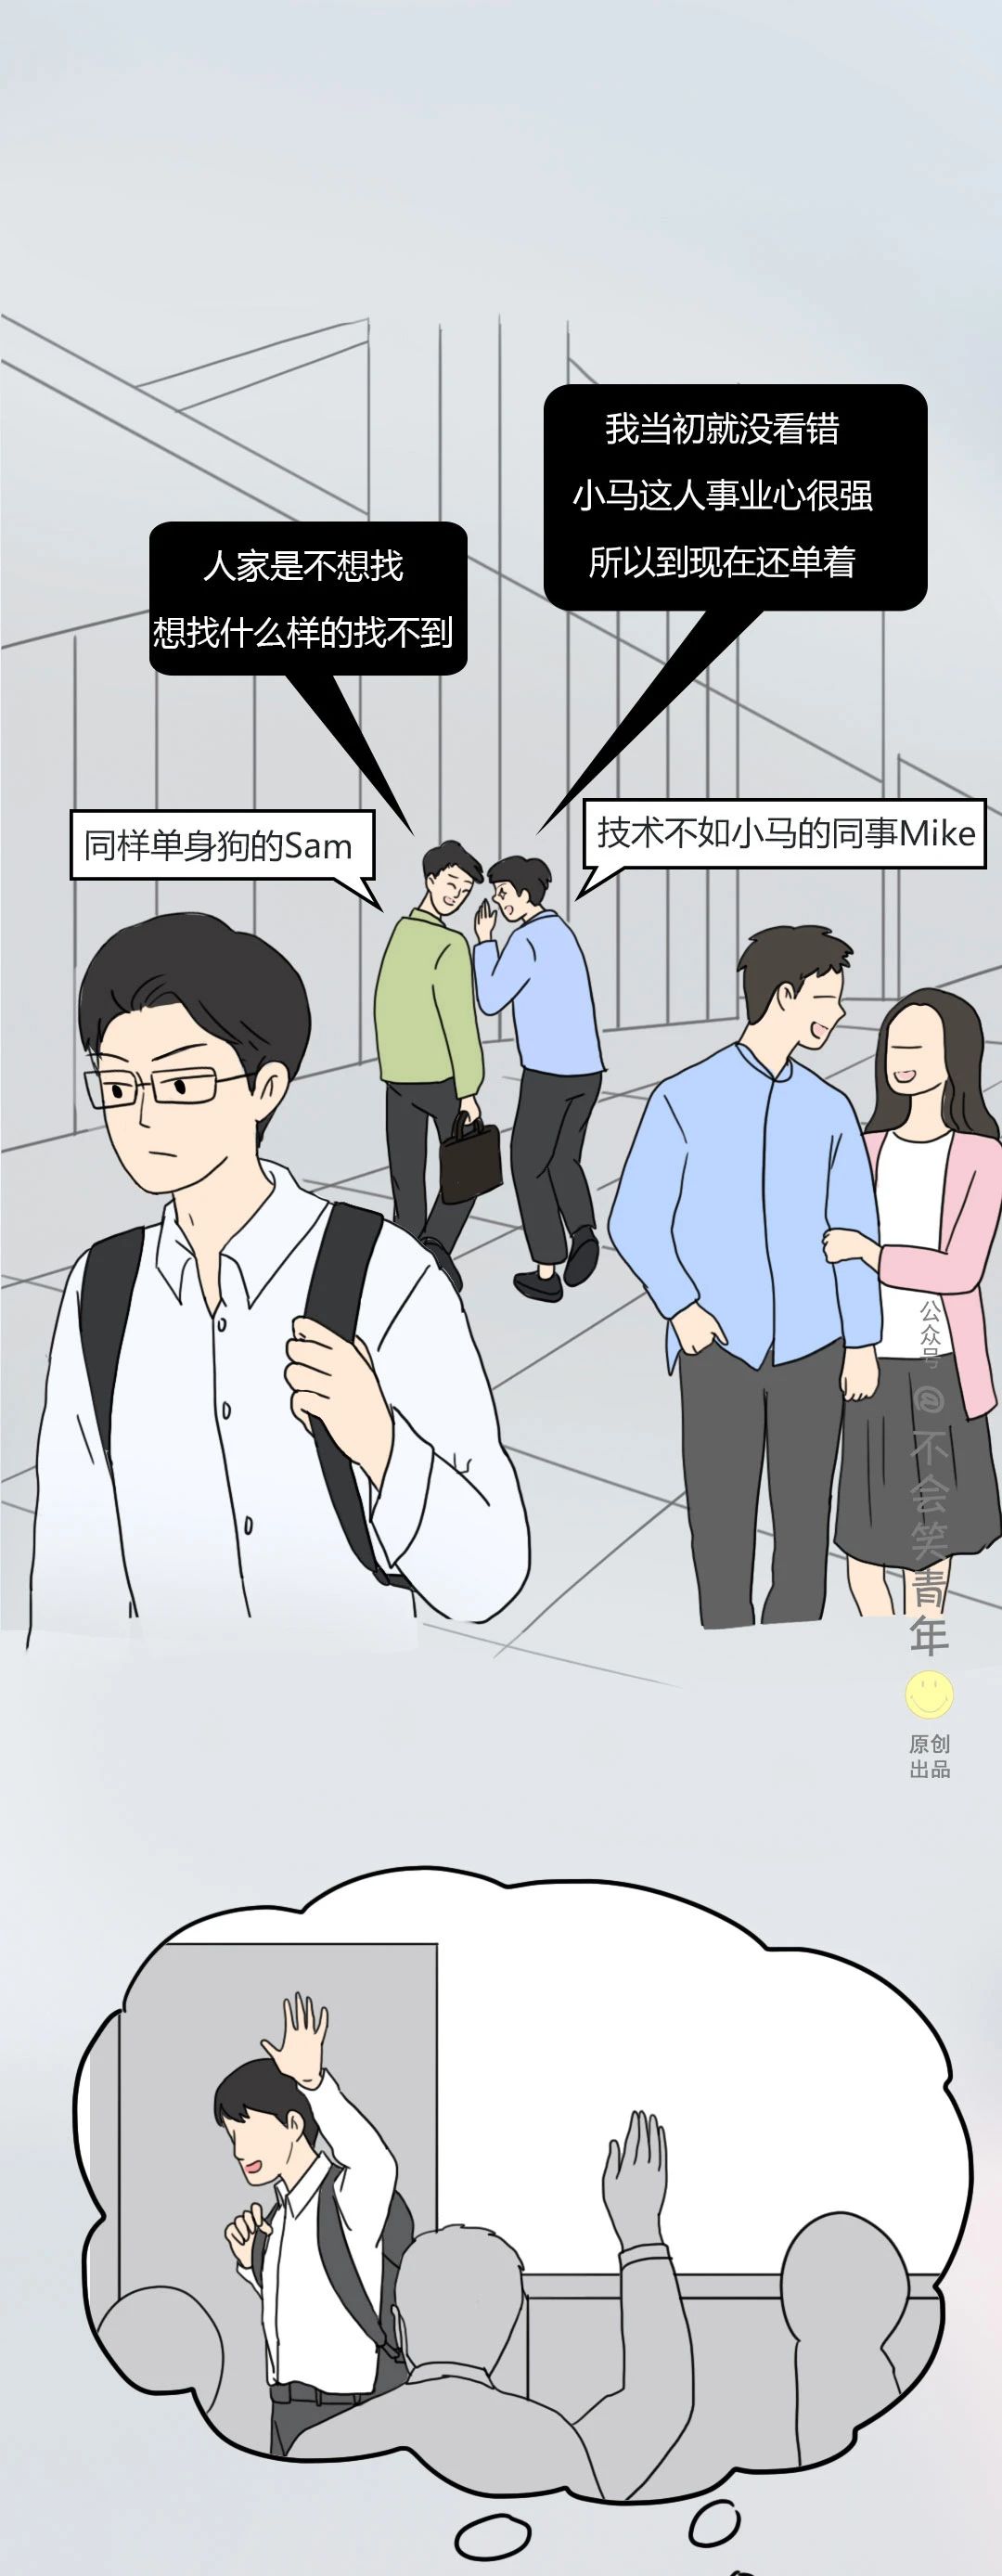 我当初就没看错
小马这人事业心很强
所以到现在还单着
人家是不想找
想找什么样的找不到
同样单身狗的Sam
技术不如小马的同事Mike
公众号
@不会笑青年
原创
出品